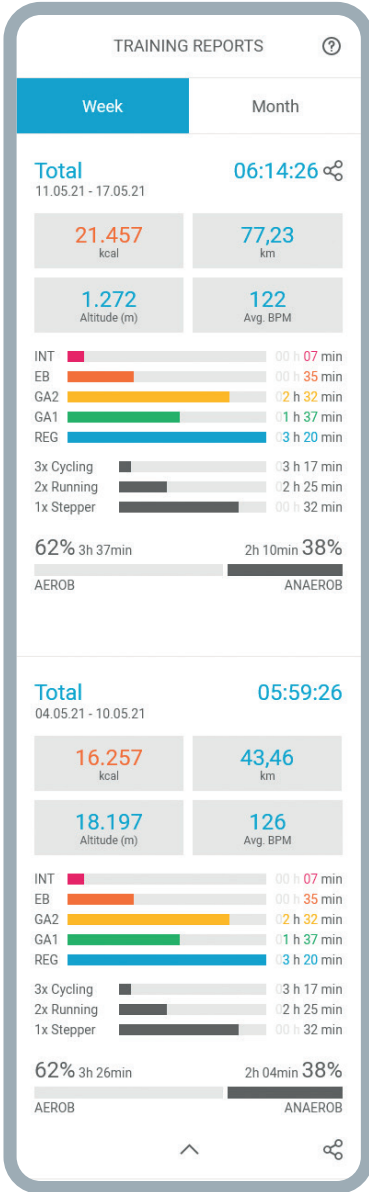 TRAINING REPORTS
Week Month
Total 06:14:26
11.05.21 - 17.05.21
21.457 77,23
kcal km
1.272 122
Altitude (m) Avg. BPM
INT 00 h 07 min
EB 00 h 35 min
GA2 02 h 32 min
GA1 01 h 37 min
REG 03 h 20 min
3x Cycling 03 h 17 min
2x Running 02 h 25 min
1x Stepper 00 h 32 min
62% 3h 37min 2h 10min 38%
AEROB ANAEROB
Total 05:59:26
04.05.21 - 10.05.21
16.257 43,46
kcal km
18.197 126
Altitude (m) Avg. BPM
INT 00 h 07 min
EB 00 h 35 min
GA2 02 h 32 min
GA1 01 h 37 min
REG 03 h 20 min
3x Cycling 03 h 17 min
2x Running 02 h 25 min
1x Stepper 00 h 32 min
62% 3h 26min 2h 04min 38%
AEROB ANAEROB